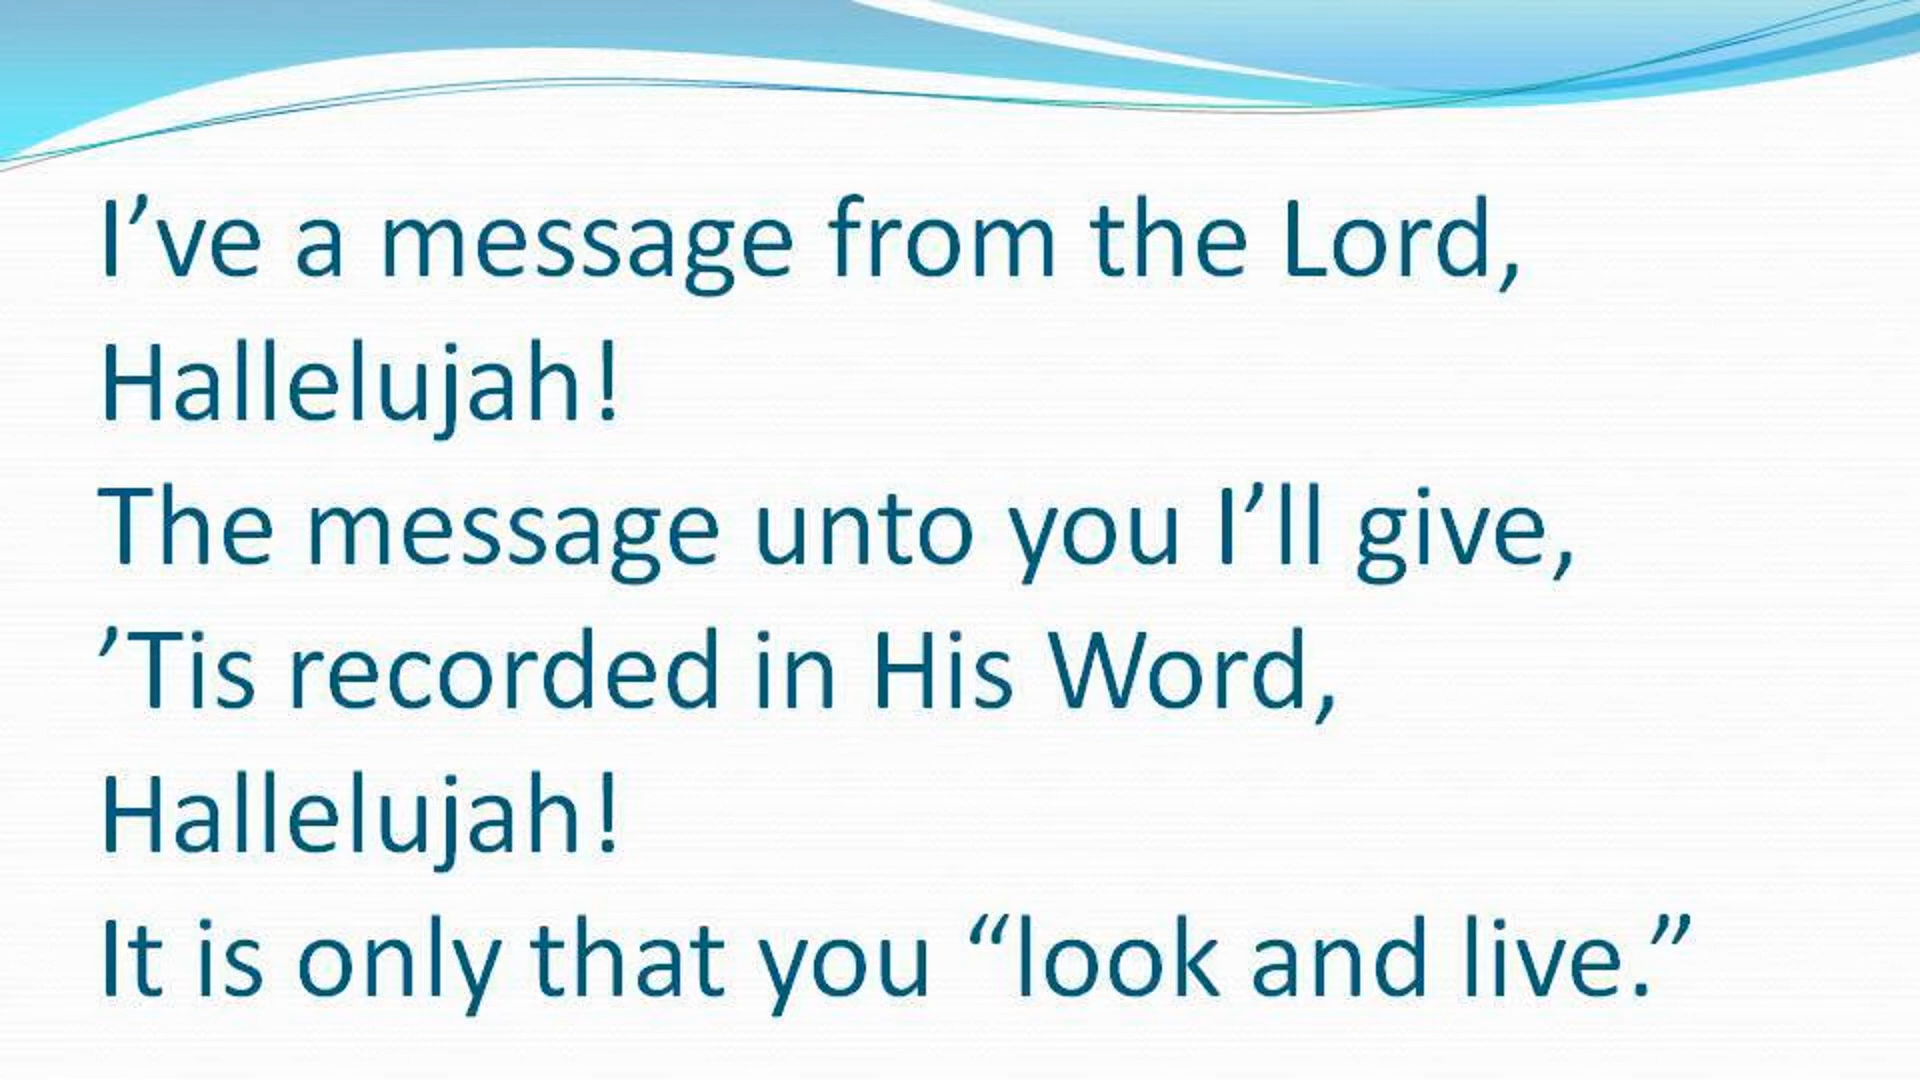 I’ve a message from the Lord,
Hallelujah!
The message unto you I’ll give,
’Tis recorded in His Word,
Hallelujah!
It is only that you “look and live.”